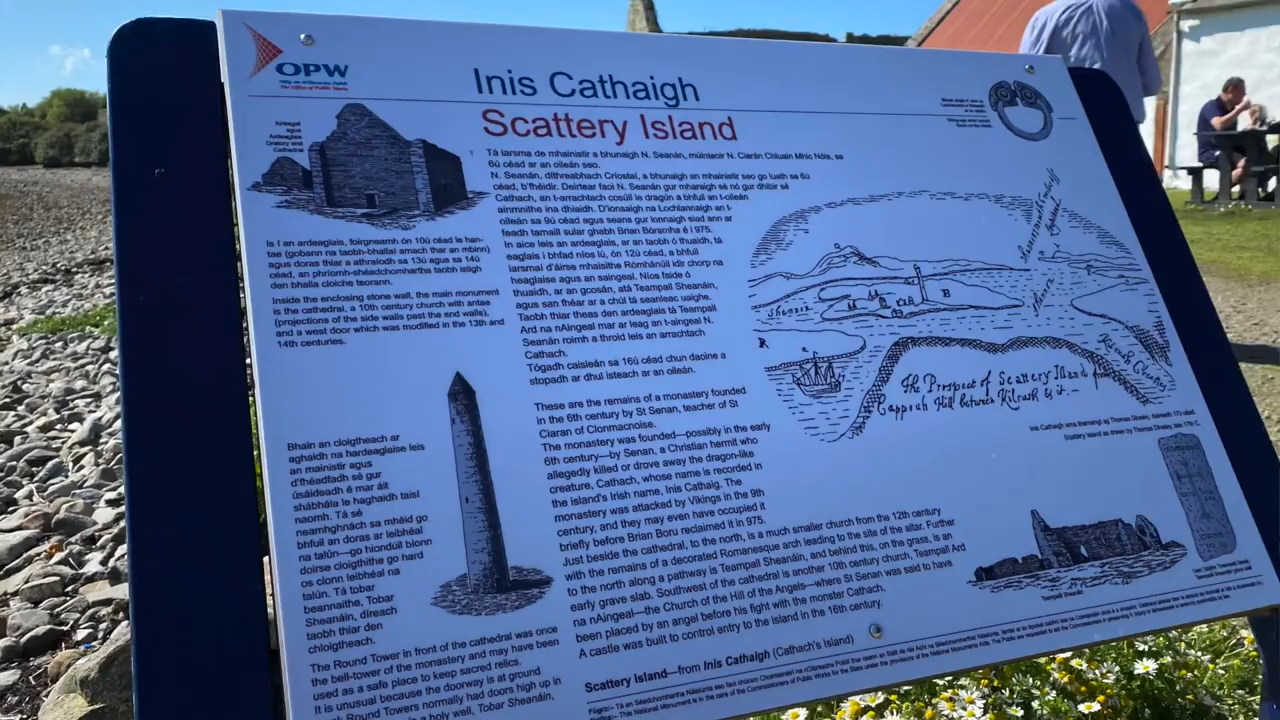 OPW
Oifig na nOibreacha Poiblí
The Office of Public Works
Inis Cathaigh
Scattery Island
Aireagal
agus
Ardeaglais
Oratory and
Cathedral
Is í an ardeaglais, foirgneamh ón 10ú céad le han-
tae (gobann na taobh-bhallaí amach thar an mbinn)
agus doras thiar a athraíodh sa 13ú agus sa 14ú
céad, an phríomh-shéadchomhartha taobh istigh
den bhalla cloiche teorann.
Inside the enclosing stone wall, the main monument
is the cathedral, a 10th century church with antae
(projections of the side walls past the end walls),
and a west door which was modified in the 13th and
14th centuries.
Bhain an cloigtheach ar
aghaidh na hardeaglaise leis
an mainistir agus
d'fhéadfadh sé gur
úsáideadh é mar áit
shábhála le haghaidh taisí
naomh. Tá sé
neamhghnách sa mhéid go
bhfuil an doras ar leibhéal
na talún—go hiondúil bíonn
doirse cloigthithe go hard
os cionn leibhéal na
talún. Tá tobar
beannaithe, Tobar
Sheanáin, díreach
taobh thiar den
chloigtheach.
The Round Tower in front of the cathedral was once
the bell-tower of the monastery and may have been
used as a safe place to keep sacred relics.
It is unusual because the doorway is at ground
Round Towers normally had doors high up in
a holy well, Tobar Sheanáin,
Tá iarsma de mhainistir a bhunaigh N. Seanán, múinteoir N. Ciarán Chluain Mhic Nóis, sa
6ú céad ar an oileán seo.
N. Seanán, díthreabhach Críostaí, a bhunaigh an mhainistir seo go luath sa 6ú
céad, b'fhéidir. Deirtear faoi N. Seanán gur mharaigh sé nó gur dhíbir sé
Cathach, an t-arrachtach cosúil le dragún a bhfuil an t-oileán
ainmnithe ina dhiaidh. D'ionsaigh na Lochlannaigh an t-
oileán sa 9ú céad agus seans gur lonnaigh siad ann ar
feadh tamaill sular ghabh Brian Bóramha é i 975.
In aice leis an ardeaglais, ar an taobh ó thuaidh, tá
eaglais i bhfad níos lú, ón 12ú céad, a bhfuil
iarsmaí d'áirse mhaisithe Rómhánúil idir chorp na
heaglaise agus an saingeal. Níos faide ó
thuaidh, ar an gcosán, atá Teampall Sheanáin,
agus san fhéar ar a chúl tá seanleac uaighe.
Taobh thiar theas den ardeaglais tá Teampall
Ard na nAingeal mar ar leag an t-aingeal N.
Seanán roimh a throid leis an arrachtach
Cathach.
Tógadh caisleán sa 16ú céad chun daoine a
stopadh ar dhul isteach ar an oileán.
These are the remains of a monastery founded
in the 6th century by St Senan, teacher of St
Ciaran of Clonmacnoise.
The monastery was founded—possibly in the early
6th century—by Senan, a Christian hermit who
allegedly killed or drove away the dragon-like
creature, Cathach, whose name is recorded in
the island's Irish name, Inis Cathaig. The
monastery was attacked by Vikings in the 9th
century, and they may even have occupied it
briefly before Brian Boru reclaimed it in 975.
Just beside the cathedral, to the north, is a much smaller church from the 12th century
with the remains of a decorated Romanesque arch leading to the site of the altar. Further
to the north along a pathway is Teampall Sheanáin, and behind this, on the grass, is an
early grave slab. Southwest of the cathedral is another 10th century church, Teampall Ard
na nAingeal—the Church of the Hill of the Angels—where St Senan was said to have
been placed by an angel before his fight with the monster Cathach.
A castle was built to control entry to the island in the 16th century.
Scattery Island—from Inis Cathaigh (Cathach's Island)
Shannon
R
B
The Prospect of Scattery Island from
Cappagh Hill between Kilrush & it.
Inis Cathaigh arna tharraingt ag Thomas Dineley, deireadh 17ú céad.
Scattery Island as drawn by Thomas Dineley, late 17th C.
Teampall Sheanáin